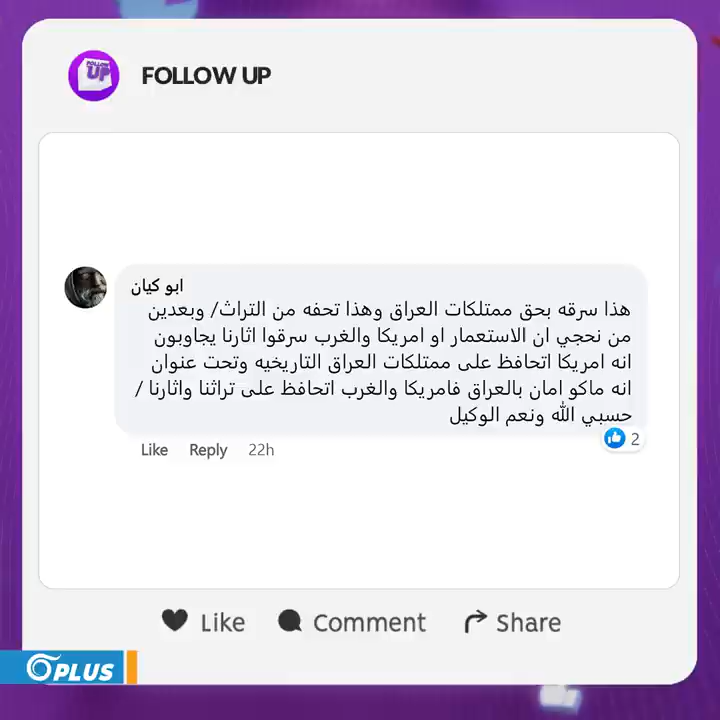 FOLLOW UP
FOLLOW UP
ابو كيان
هذا سرقه بحق ممتلكات العراق وهذا تحفه من التراث/ وبعدين
من نحجي ان الاستعمار او امريكا والغرب سرقوا اثارنا يجاوبون
انه امريكا اتحافظ على ممتلكات العراق التاريخيه وتحت عنوان
انه ماكو امان بالعراق فامريكا والغرب اتحافظ على تراثنا واثارنا /
حسبي الله ونعم الوكيل
2
Like Reply 22h
Like Comment Share
PLUS